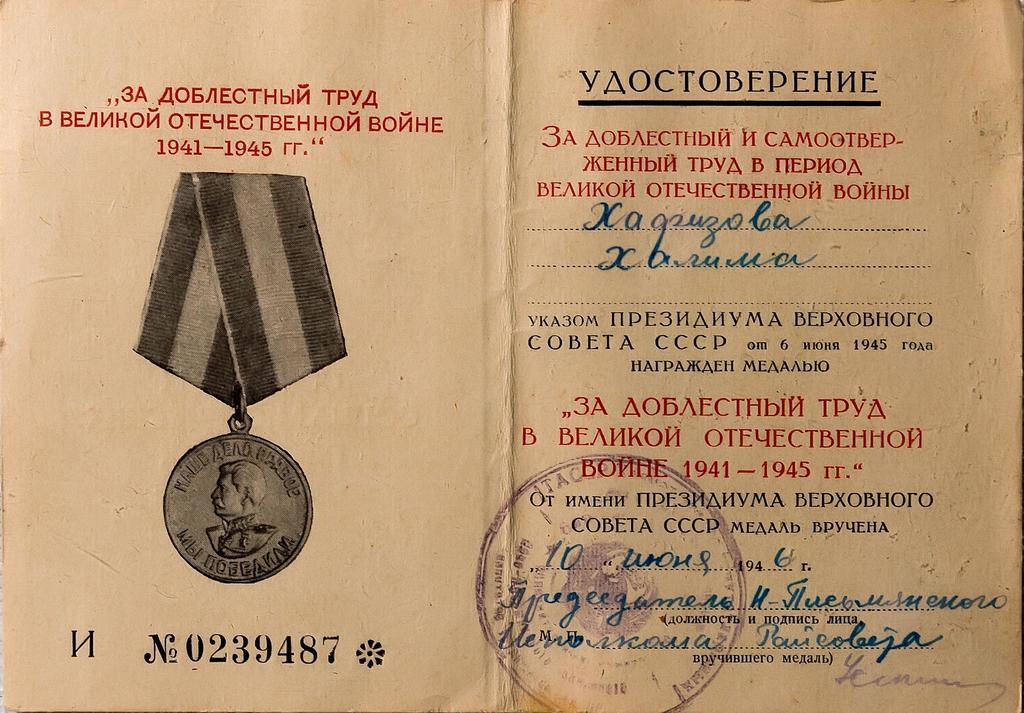 „ЗА ДОБЛЕСТНЫЙ ТРУД
В ВЕЛИКОЙ ОТЕЧЕСТВЕННОЙ ВОЙНЕ
1941—1945 гг.“
НАШЕ ДЕЛО ПРАВОЕ
МЫ ПОБЕДИЛИ
И №0239487
УДОСТОВЕРЕНИЕ
ЗА ДОБЛЕСТНЫЙ И САМООТВЕР-
ЖЕННЫЙ ТРУД В ПЕРИОД
ВЕЛИКОЙ ОТЕЧЕСТВЕННОЙ ВОЙНЫ
Хафизова
Халима
УКАЗОМ ПРЕЗИДИУМА ВЕРХОВНОГО
СОВЕТА СССР от 6 июня 1945 года
НАГРАЖДЕН МЕДАЛЬЮ
„ЗА ДОБЛЕСТНЫЙ ТРУД
В ВЕЛИКОЙ ОТЕЧЕСТВЕННОЙ
ВОЙНЕ 1941—1945 гг.“
ОТ ИМЕНИ ПРЕЗИДИУМА ВЕРХОВНОГО
СОВЕТА СССР МЕДАЛЬ ВРУЧЕНА
„10“ июня 1946 г.
Председатель Н-Письмянского
(должность и подпись лица,
М. П. Исполкома Райсовета
вручившего медаль)